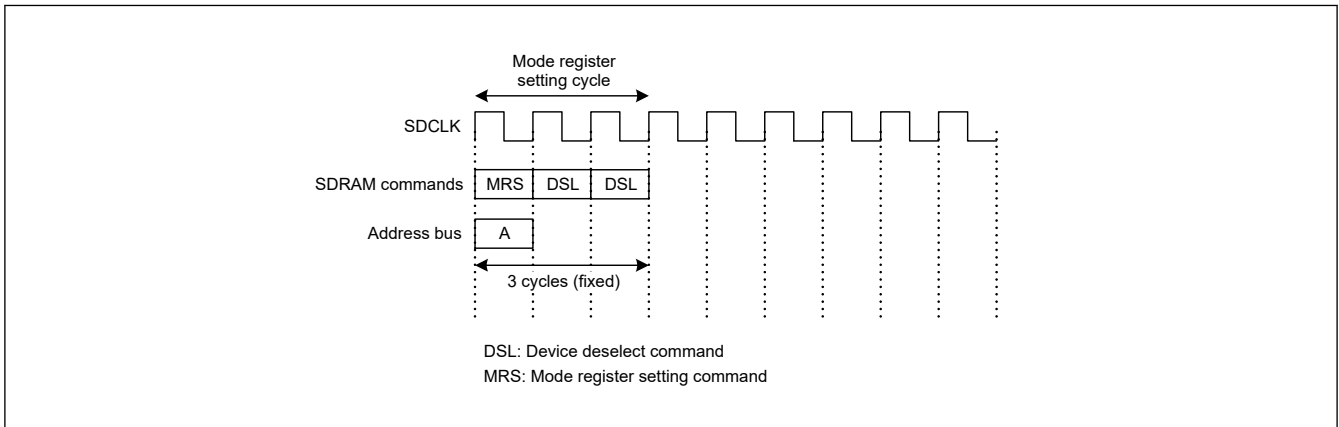 Mode register
setting cycle
SDCLK
SDRAM commands MRS DSL DSL
Address bus A
3 cycles (fixed)
DSL: Device deselect command
MRS: Mode register setting command